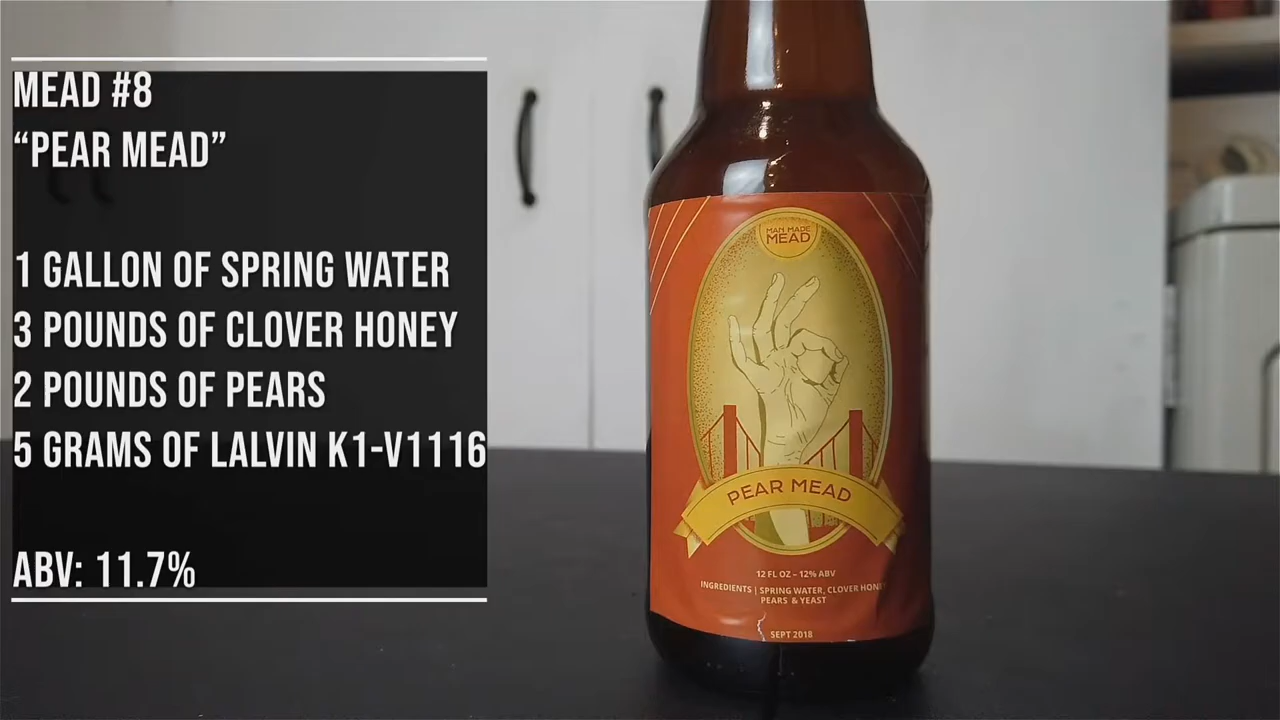 MEAD #8
“PEAR MEAD”
1 GALLON OF SPRING WATER
3 POUNDS OF CLOVER HONEY
2 POUNDS OF PEARS
5 GRAMS OF LALVIN K1-V1116
ABV: 11.7%
MAN MADE
MEAD
PEAR MEAD
12 FL OZ – 12% ABV
INGREDIENTS | SPRING WATER, CLOVER HONEY
PEARS & YEAST
SEPT 2018